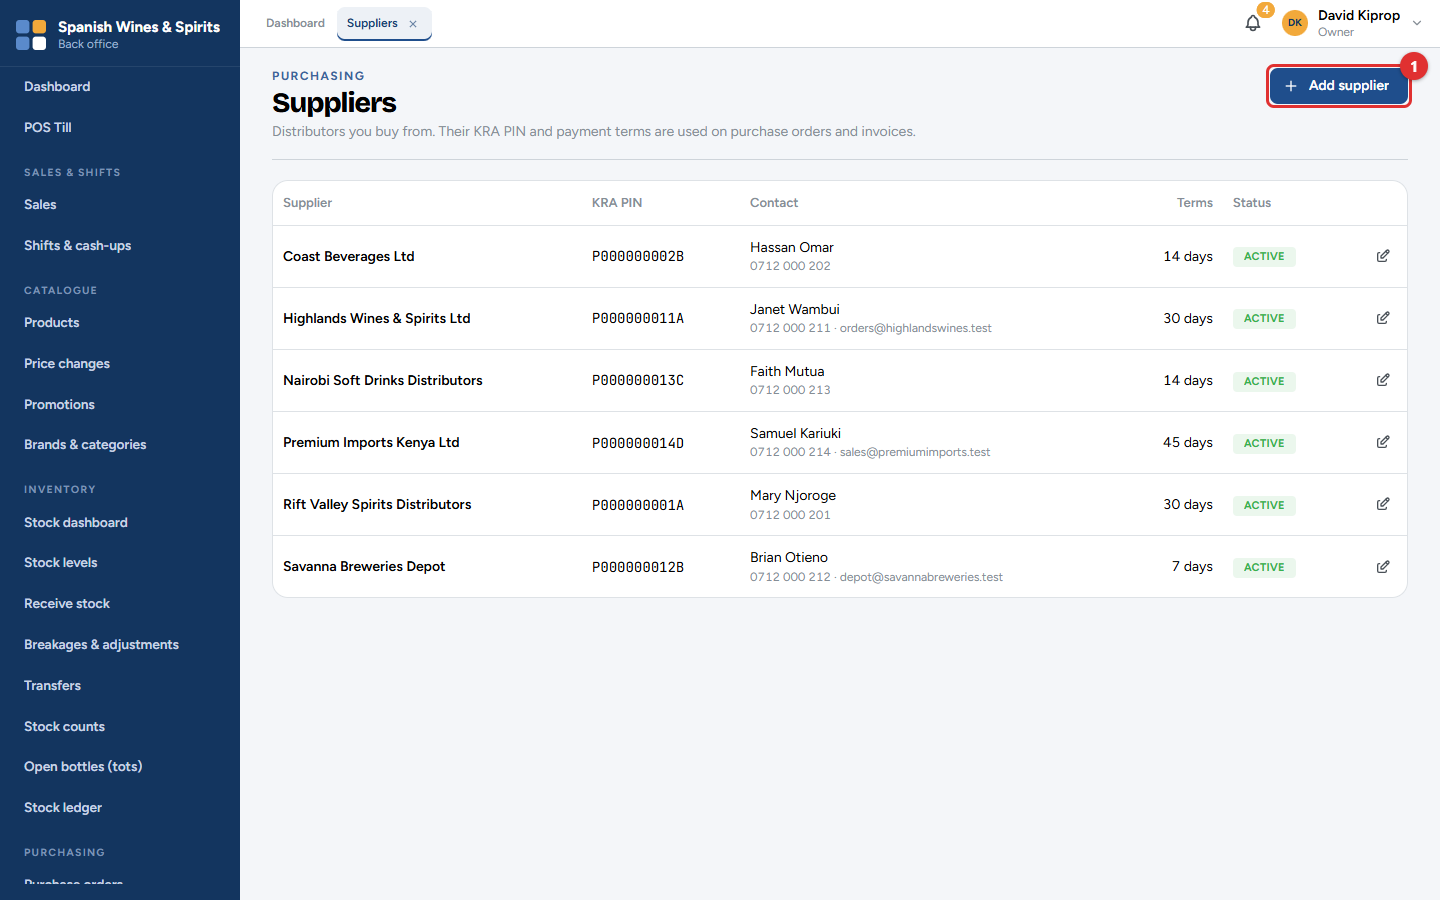 Spanish Wines & Spirits
Back office
Dashboard
POS Till
SALES & SHIFTS
Sales
Shifts & cash-ups
CATALOGUE
Products
Price changes
Promotions
Brands & categories
INVENTORY
Stock dashboard
Stock levels
Receive stock
Breakages & adjustments
Transfers
Stock counts
Open bottles (tots)
Stock ledger
PURCHASING
Purchase orders
Dashboard Suppliers ×
4
DK
David Kiprop
Owner
PURCHASING
Suppliers
Distributors you buy from. Their KRA PIN and payment terms are used on purchase orders and invoices.
+ Add supplier
1
Supplier KRA PIN Contact Terms Status
Coast Beverages Ltd P000000002B Hassan Omar 14 days ACTIVE
0712 000 202
Highlands Wines & Spirits Ltd P000000011A Janet Wambui 30 days ACTIVE
0712 000 211 · orders@highlandswines.test
Nairobi Soft Drinks Distributors P000000013C Faith Mutua 14 days ACTIVE
0712 000 213
Premium Imports Kenya Ltd P000000014D Samuel Kariuki 45 days ACTIVE
0712 000 214 · sales@premiumimports.test
Rift Valley Spirits Distributors P000000001A Mary Njoroge 30 days ACTIVE
0712 000 201
Savanna Breweries Depot P000000012B Brian Otieno 7 days ACTIVE
0712 000 212 · depot@savannabreweries.test